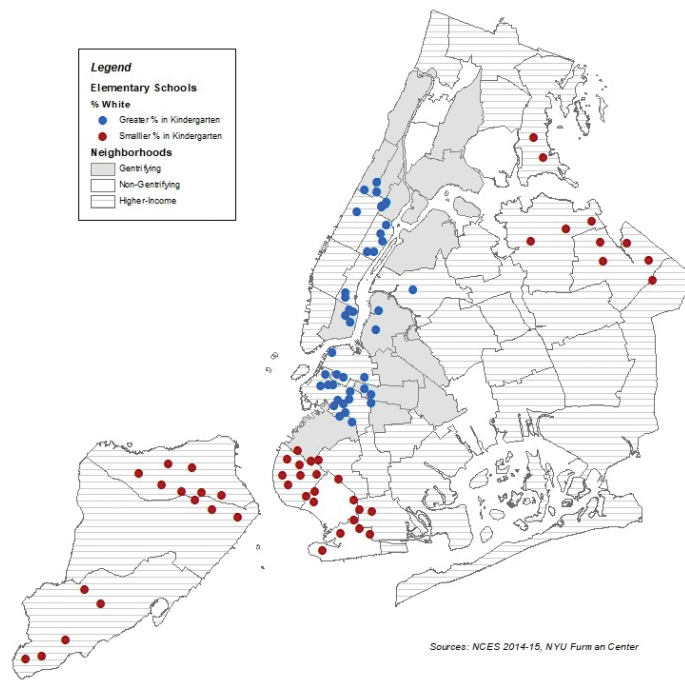 Legend
Elementary Schools
% White
Greater % in Kindergarten
Smalller % in Kindergarten
Neighborhoods
Gentrifying
Non-Gentrifying
Higher-Income
Sources: NCES 2014-15, NYU Furman Center